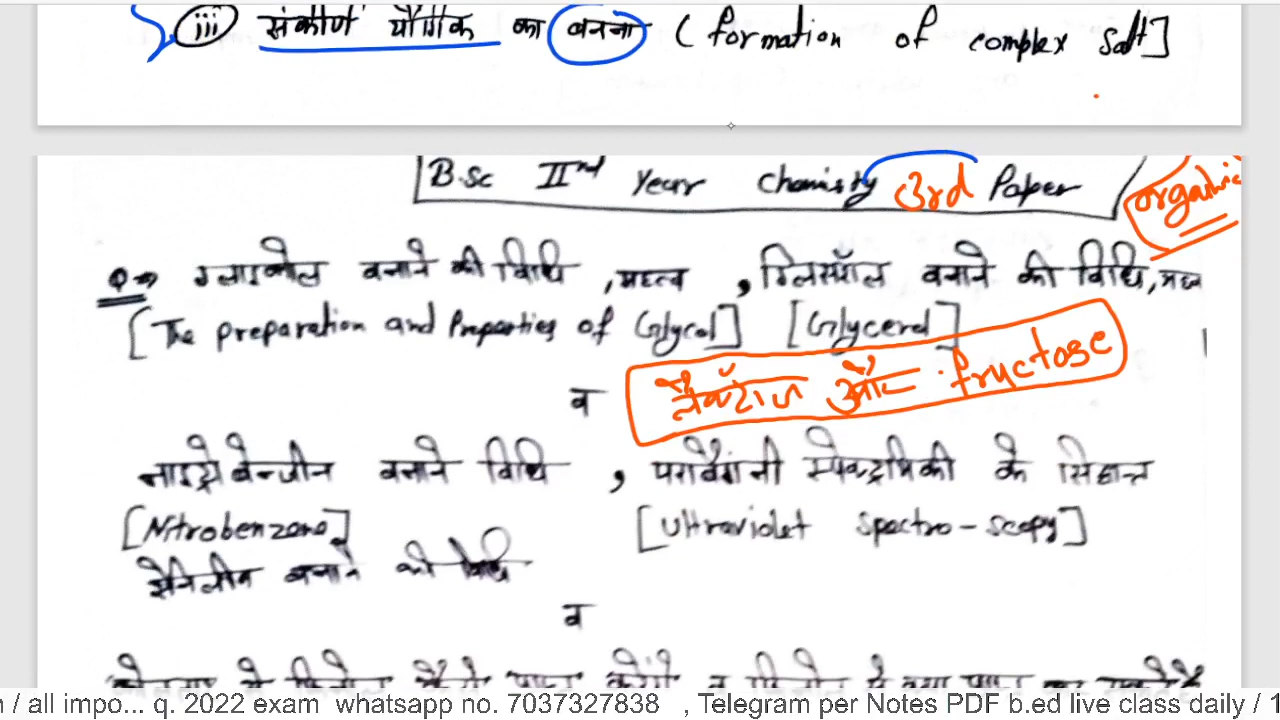 (iii) संकीर्ण यौगिक का बनना ( formation of complex Salt ]
B.Sc IInd Year Chemisty 3rd Paper
organic
Q⇒ ग्लाइकोल बनाने की विधि , महत्व , ग्लिसरॉल बनाने की विधि,
[ The preparation and Properties of Glycol ] [ Glycerol ]
व
और fructose
नाइट्रो बेन्जीन बनाने विधि , पराबैंगनी स्पेक्ट्रमिकी के सिद्धान्त
[Nitrobenzene] [ Ultraviolet spectro-scopy ]
ऐनिलीन बनाने की विधि
व
/ all impo... q. 2022 exam whatsapp no. 7037327838 , Telegram per Notes PDF b.ed live class daily / 1